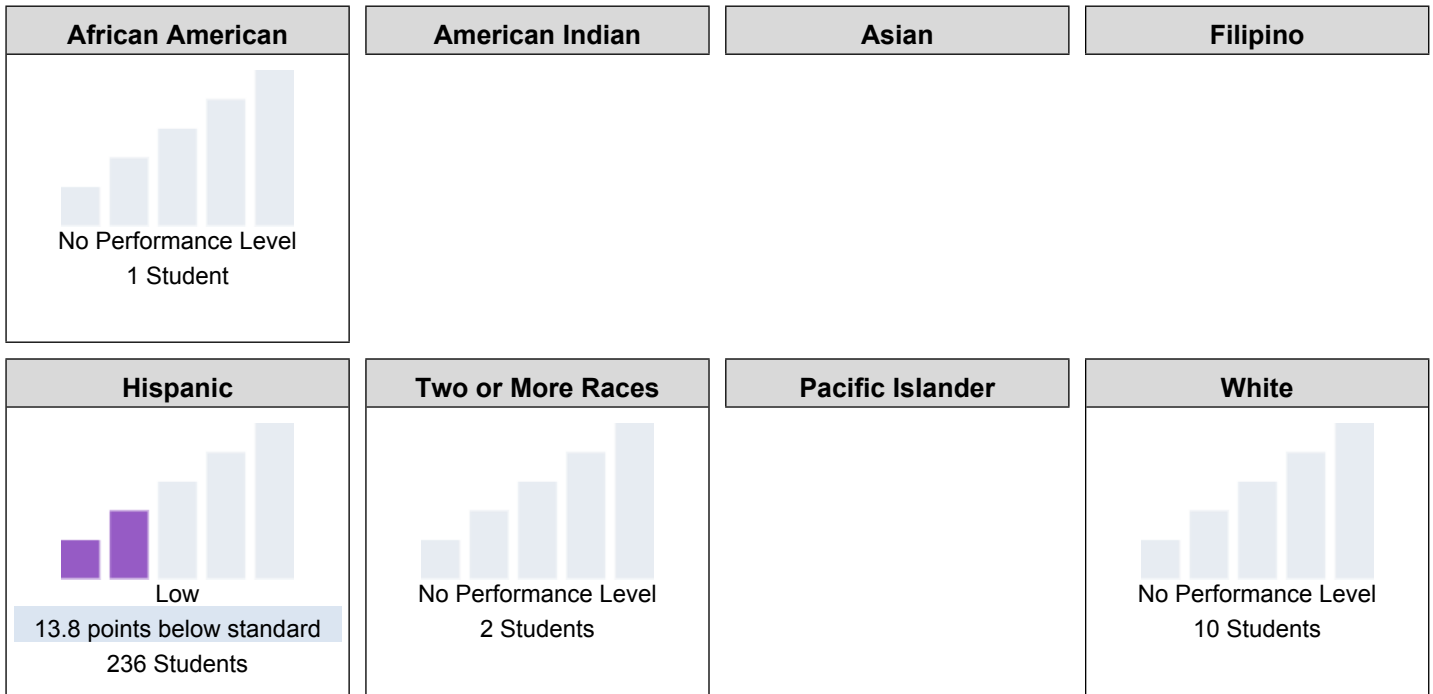 African American
American Indian
Asian
Filipino
No Performance Level
1 Student
Hispanic
Two or More Races
Pacific Islander
White
Low
13.8 points below standard
236 Students
No Performance Level
2 Students
No Performance Level
10 Students